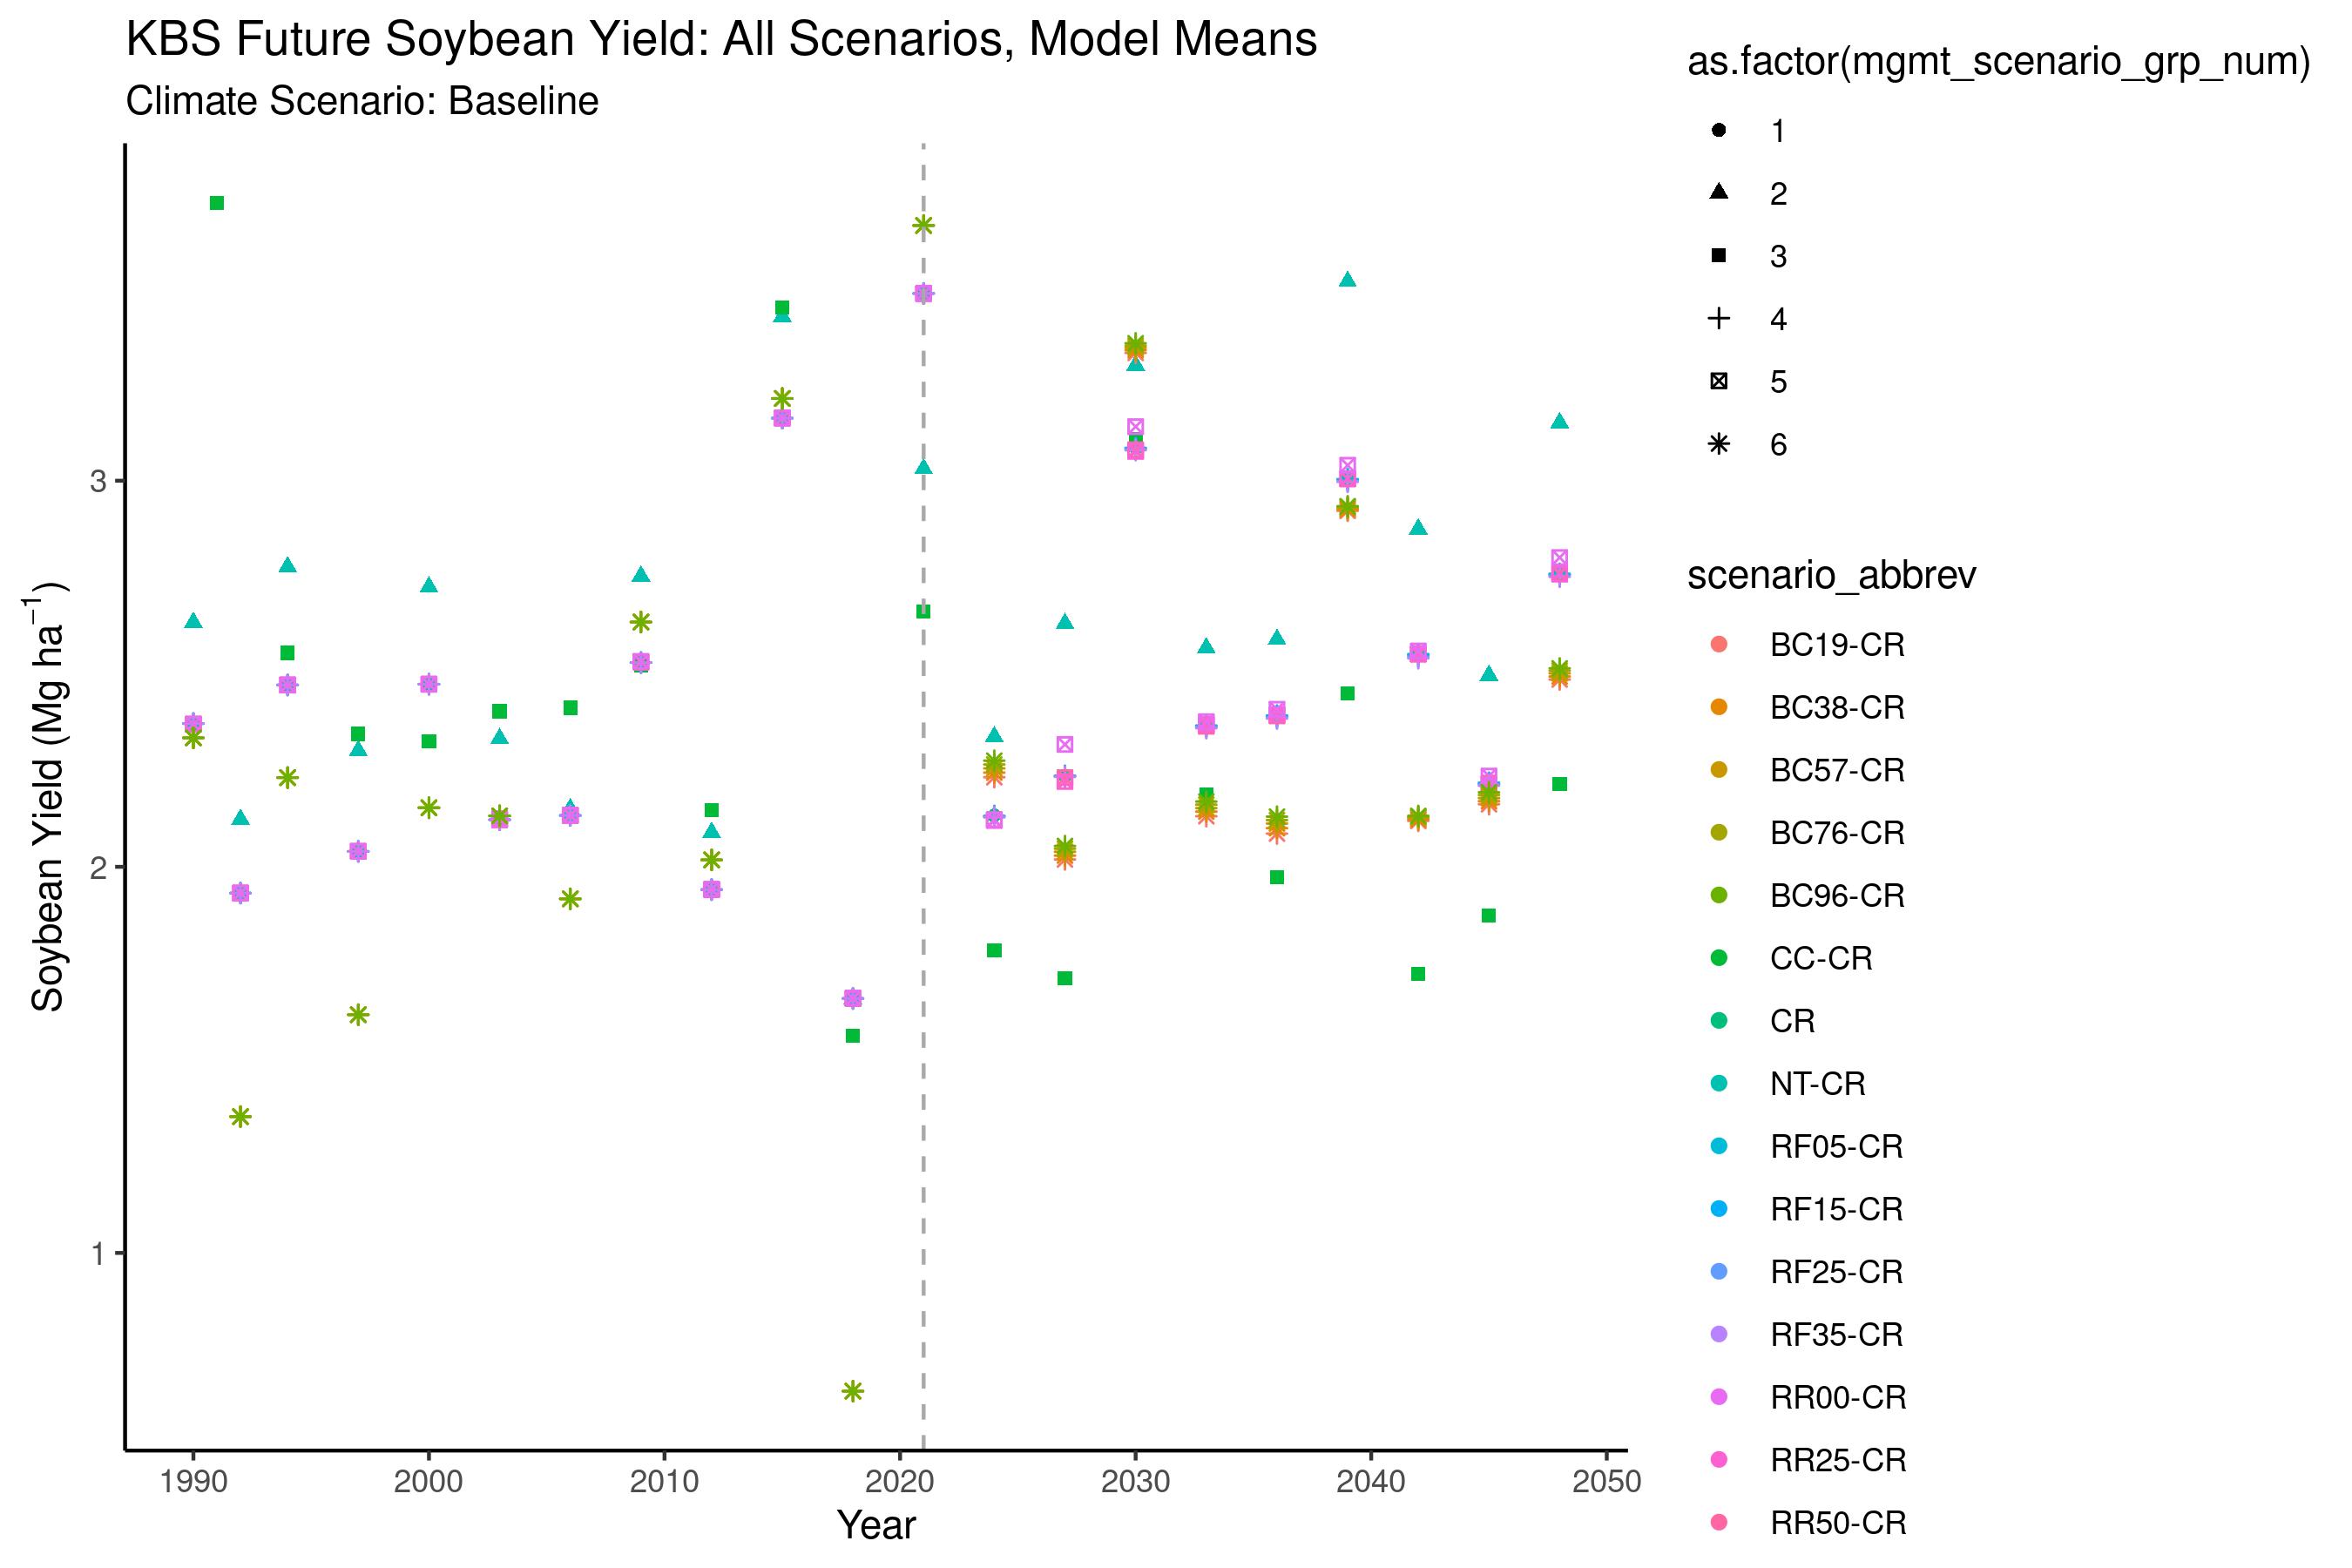 KBS Future Soybean Yield: All Scenarios, Model Means
Climate Scenario: Baseline
Soybean Yield (Mg ha⁻¹)
3
2
1
1990 2000 2010 2020 2030 2040 2050
Year
as.factor(mgmt_scenario_grp_num)
1
2
3
4
5
6
scenario_abbrev
BC19-CR
BC38-CR
BC57-CR
BC76-CR
BC96-CR
CC-CR
CR
NT-CR
RF05-CR
RF15-CR
RF25-CR
RF35-CR
RR00-CR
RR25-CR
RR50-CR